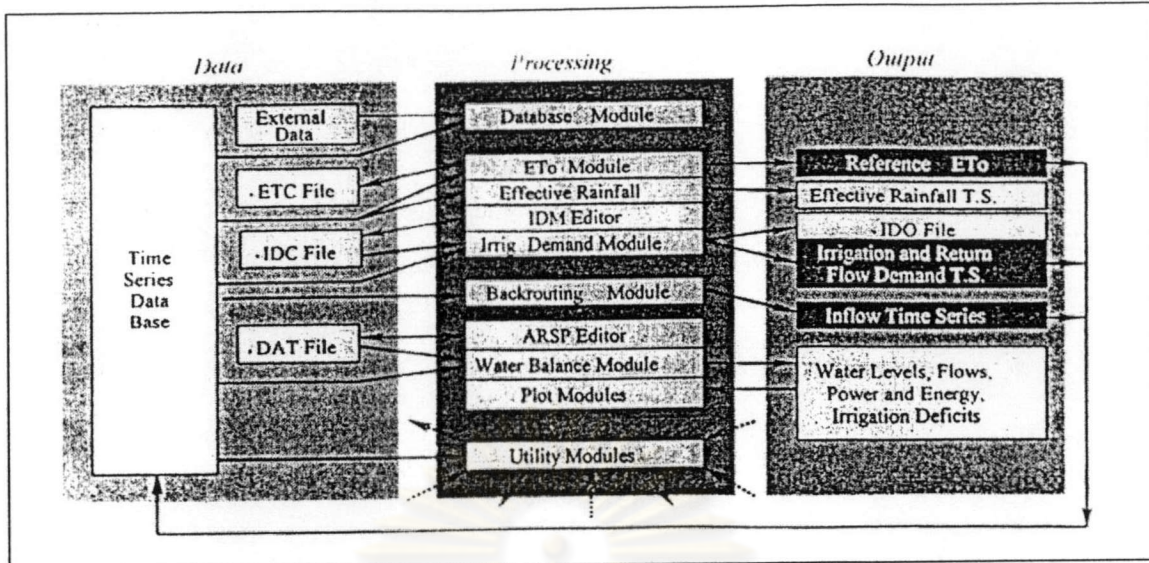 Data
Processing
Output
External
Data
.ETC File
.IDC File
.DAT File
Time
Series
Data
Base
Database Module
ETo Module
Effective Rainfall
IDM Editor
Irrig Demand Module
Backrouting Module
ARSP Editor
Water Balance Module
Plot Modules
Utility Modules
Reference ETo
Effective Rainfall T.S.
.IDO File
Irrigation and Return
Flow Demand T.S.
Inflow Time Series
Water Levels, Flows,
Power and Energy,
Irrigation Deficits